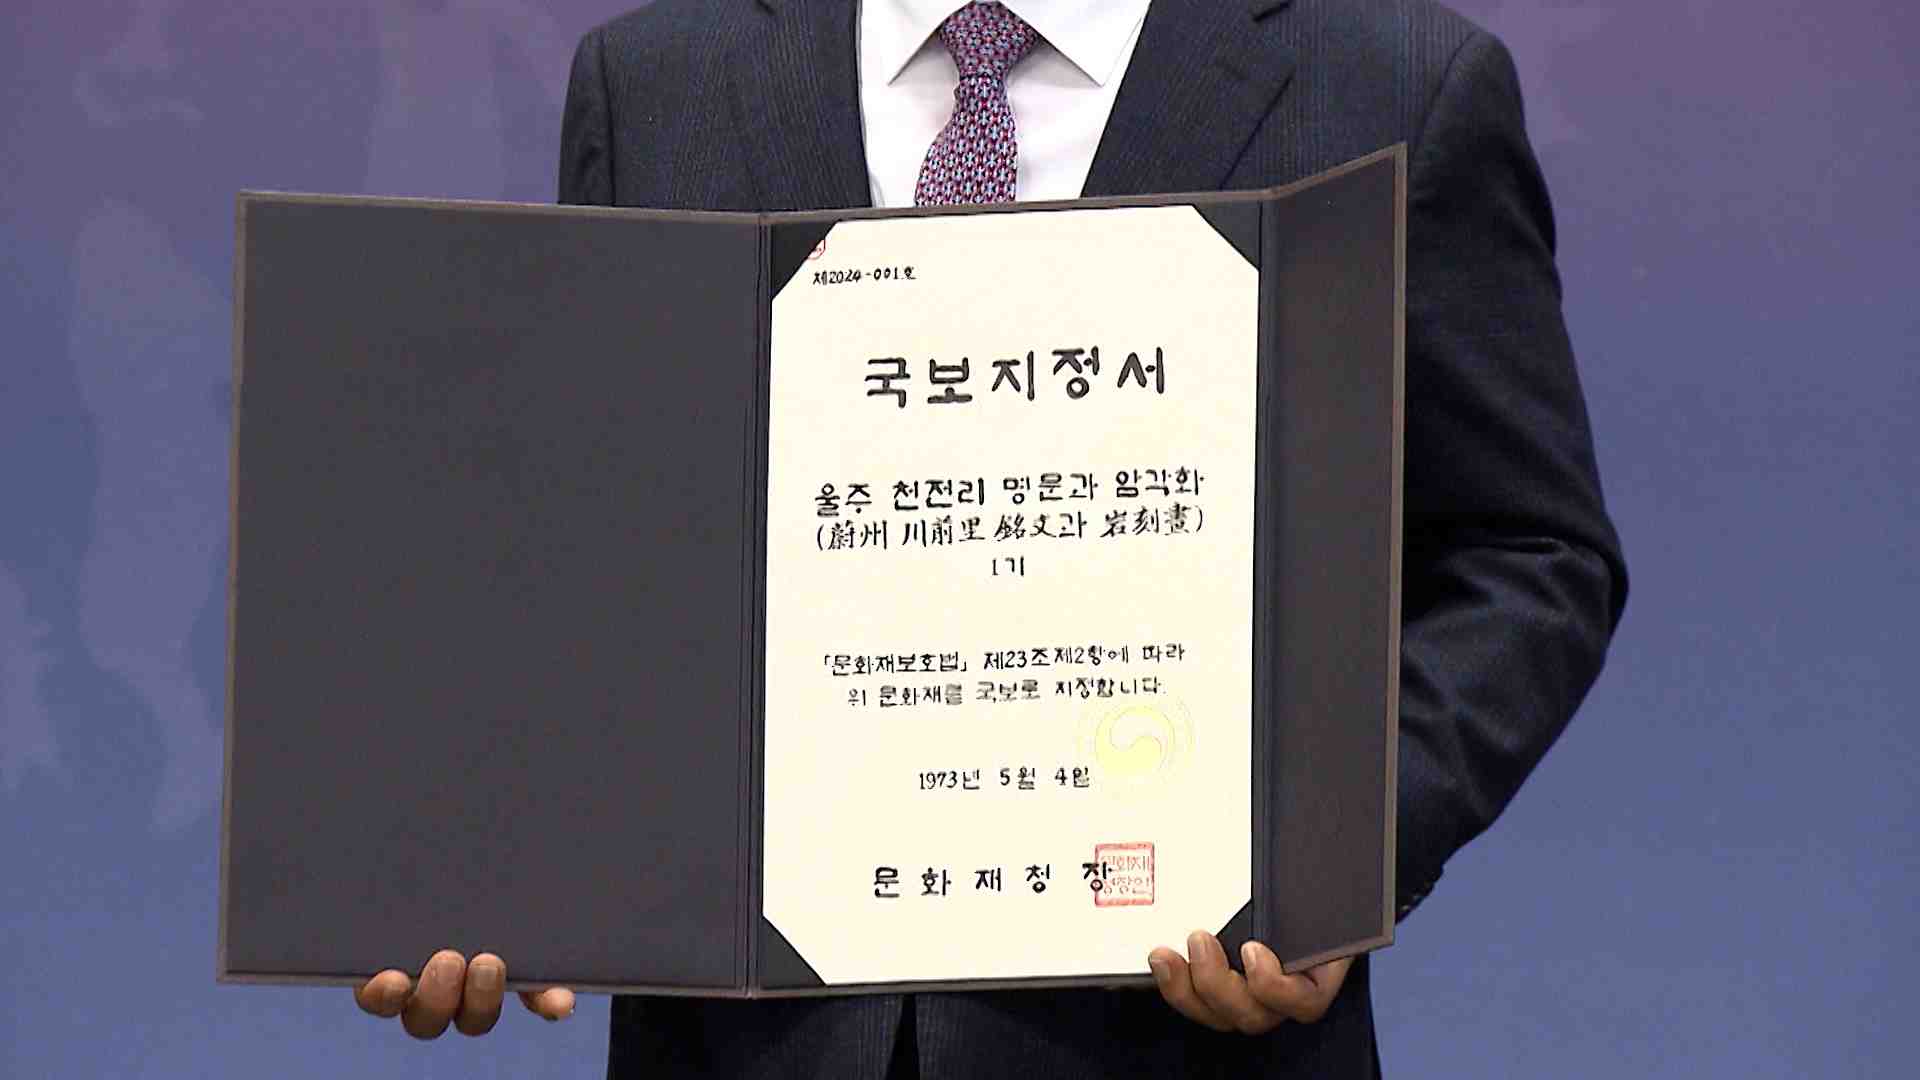 제2024-001호
국보지정서
울주 천전리 명문과 암각화
(蔚州 川前里 銘文과 岩刻畫)
1기
「문화재보호법」 제23조제2항에 따라
위 문화재를 국보로 지정합니다.
1973년 5월 4일
문화재청장